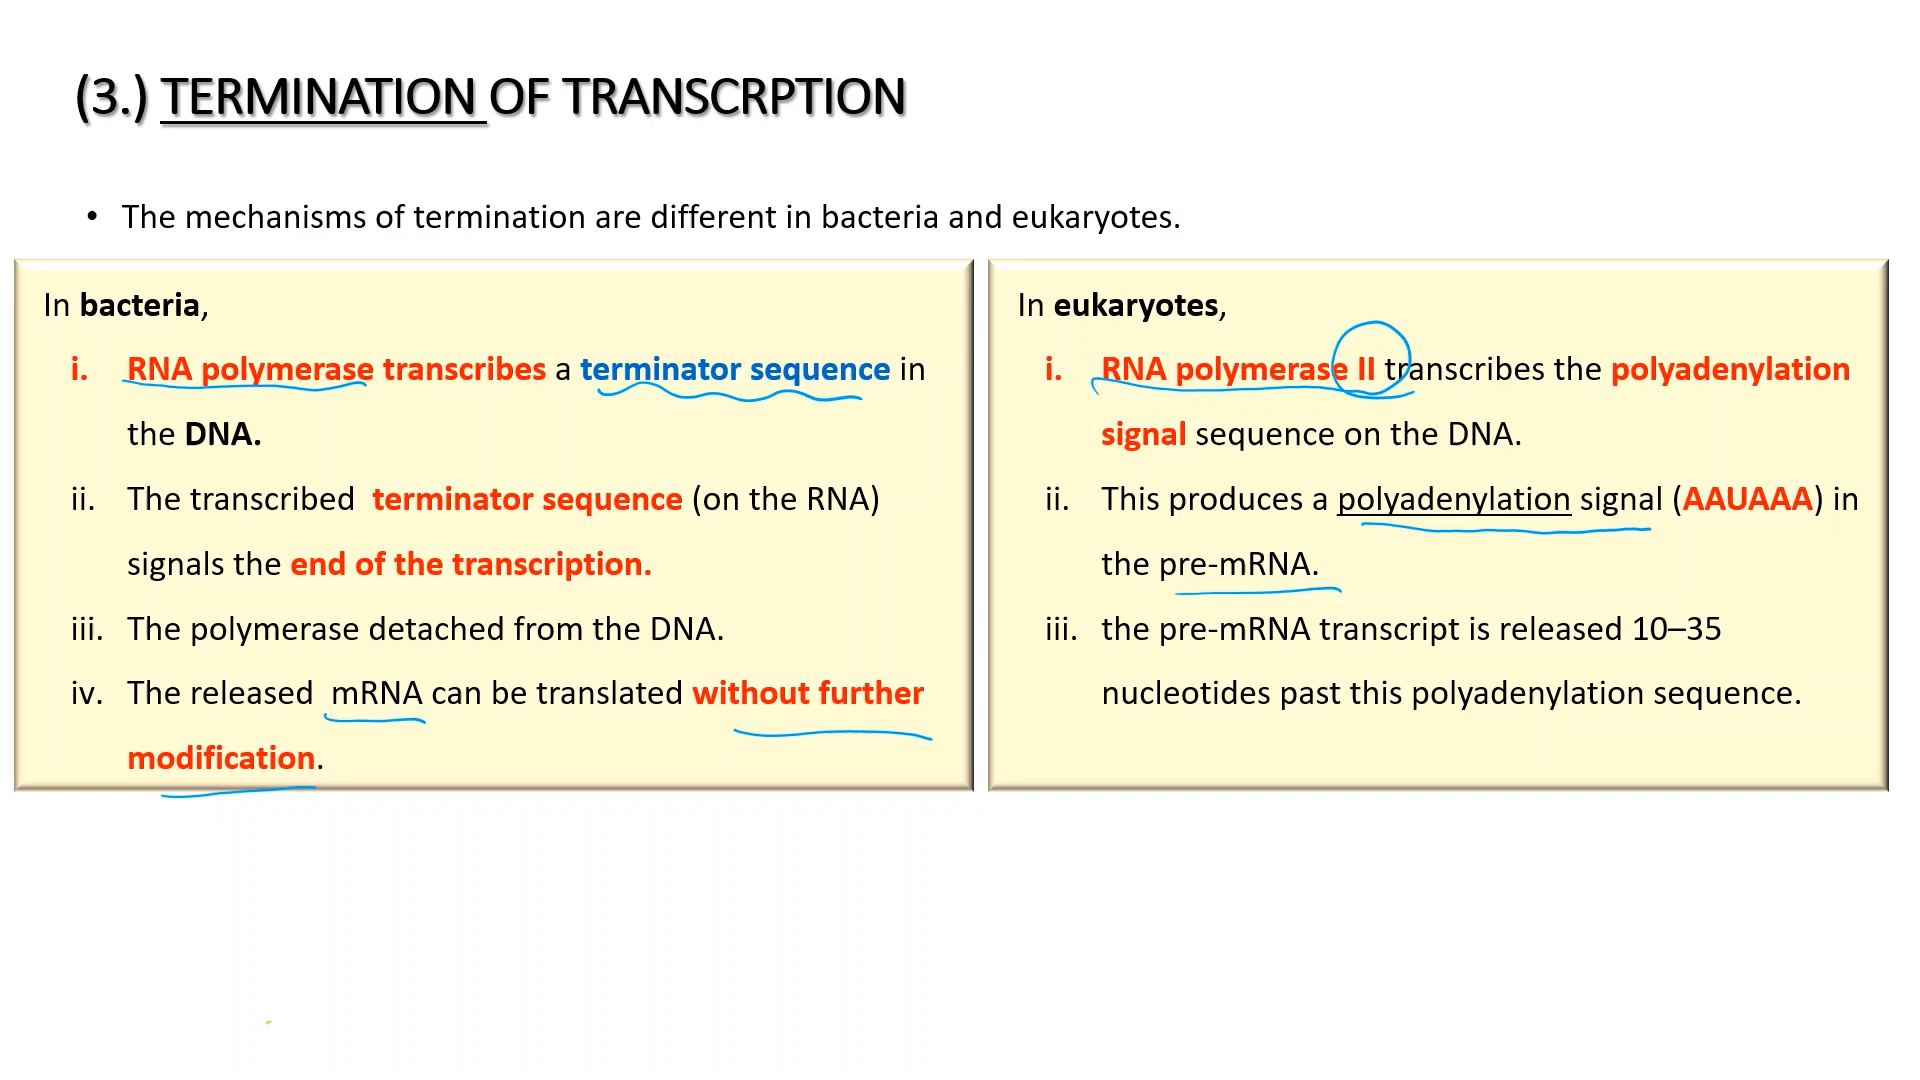 (3.) TERMINATION OF TRANSCRPTION
• The mechanisms of termination are different in bacteria and eukaryotes.
In bacteria,
i. RNA polymerase transcribes a terminator sequence in
the DNA.
ii. The transcribed terminator sequence (on the RNA)
signals the end of the transcription.
iii. The polymerase detached from the DNA.
iv. The released mRNA can be translated without further
modification.
In eukaryotes,
i. RNA polymerase II transcribes the polyadenylation
signal sequence on the DNA.
ii. This produces a polyadenylation signal (AAUAAA) in
the pre-mRNA.
iii. the pre-mRNA transcript is released 10–35
nucleotides past this polyadenylation sequence.